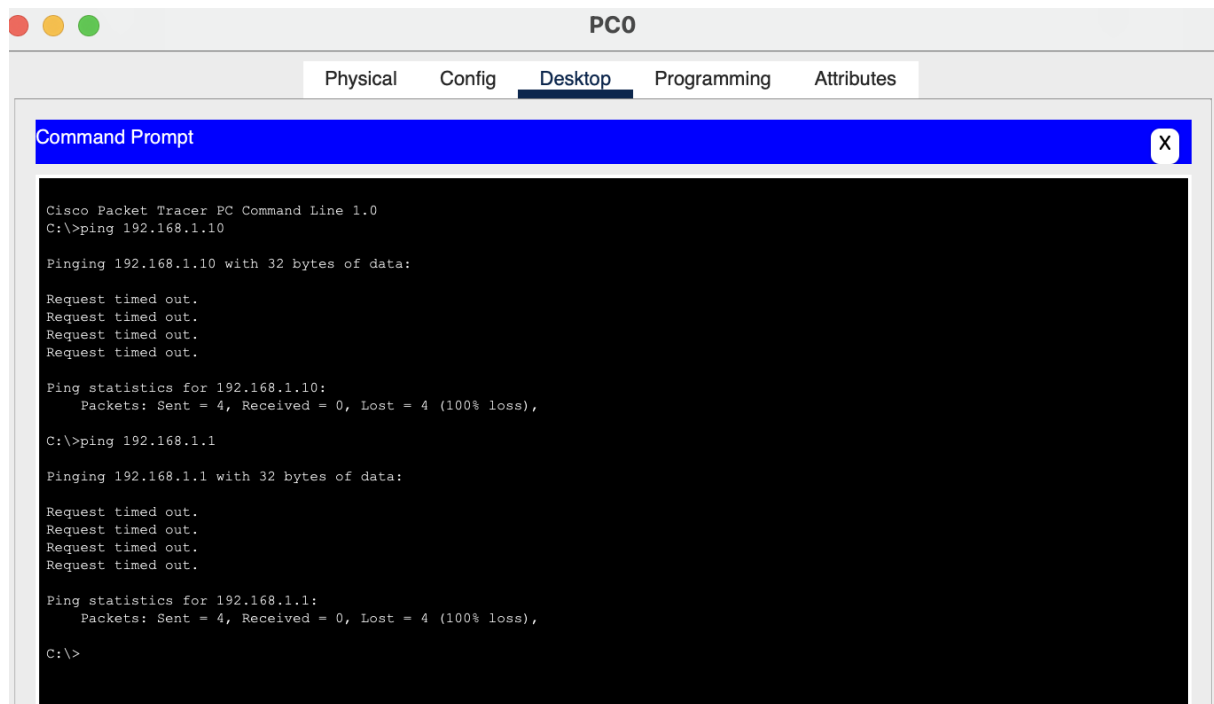 PC0
Physical Config Desktop Programming Attributes
Command Prompt
X
Cisco Packet Tracer PC Command Line 1.0
C:\>ping 192.168.1.10
Pinging 192.168.1.10 with 32 bytes of data:
Request timed out.
Request timed out.
Request timed out.
Request timed out.
Ping statistics for 192.168.1.10:
Packets: Sent = 4, Received = 0, Lost = 4 (100% loss),
C:\>ping 192.168.1.1
Pinging 192.168.1.1 with 32 bytes of data:
Request timed out.
Request timed out.
Request timed out.
Request timed out.
Ping statistics for 192.168.1.1:
Packets: Sent = 4, Received = 0, Lost = 4 (100% loss),
C:\>